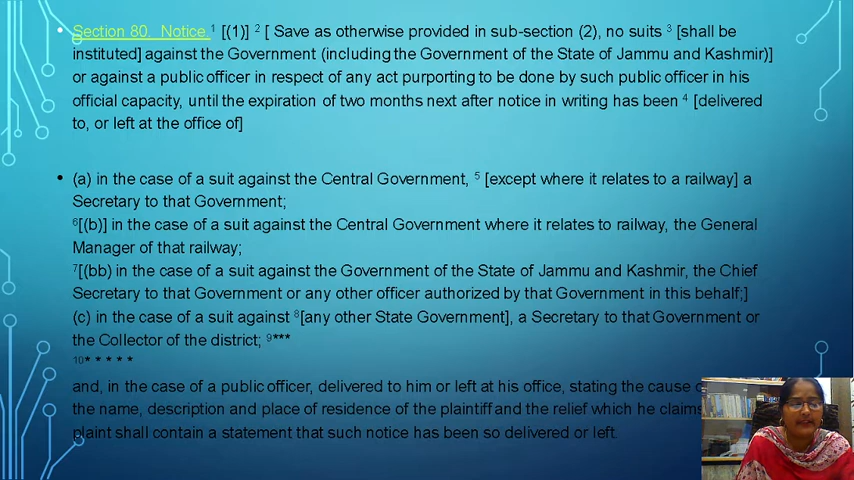 Section 80. Notice 1 [(1)] 2 [ Save as otherwise provided in sub-section (2), no suits 3 [shall be
instituted] against the Government (including the Government of the State of Jammu and Kashmir)]
or against a public officer in respect of any act purporting to be done by such public officer in his
official capacity, until the expiration of two months next after notice in writing has been 4 [delivered
to, or left at the office of]
(a) in the case of a suit against the Central Government, 5 [except where it relates to a railway] a
Secretary to that Government;
6[(b)] in the case of a suit against the Central Government where it relates to railway, the General
Manager of that railway;
7[(bb) in the case of a suit against the Government of the State of Jammu and Kashmir, the Chief
Secretary to that Government or any other officer authorized by that Government in this behalf;]
(c) in the case of a suit against 8[any other State Government], a Secretary to that Government or
the Collector of the district; 9***
10* * * * *
and, in the case of a public officer, delivered to him or left at his office, stating the cause
the name, description and place of residence of the plaintiff and the relief which he claims
plaint shall contain a statement that such notice has been so delivered or left.